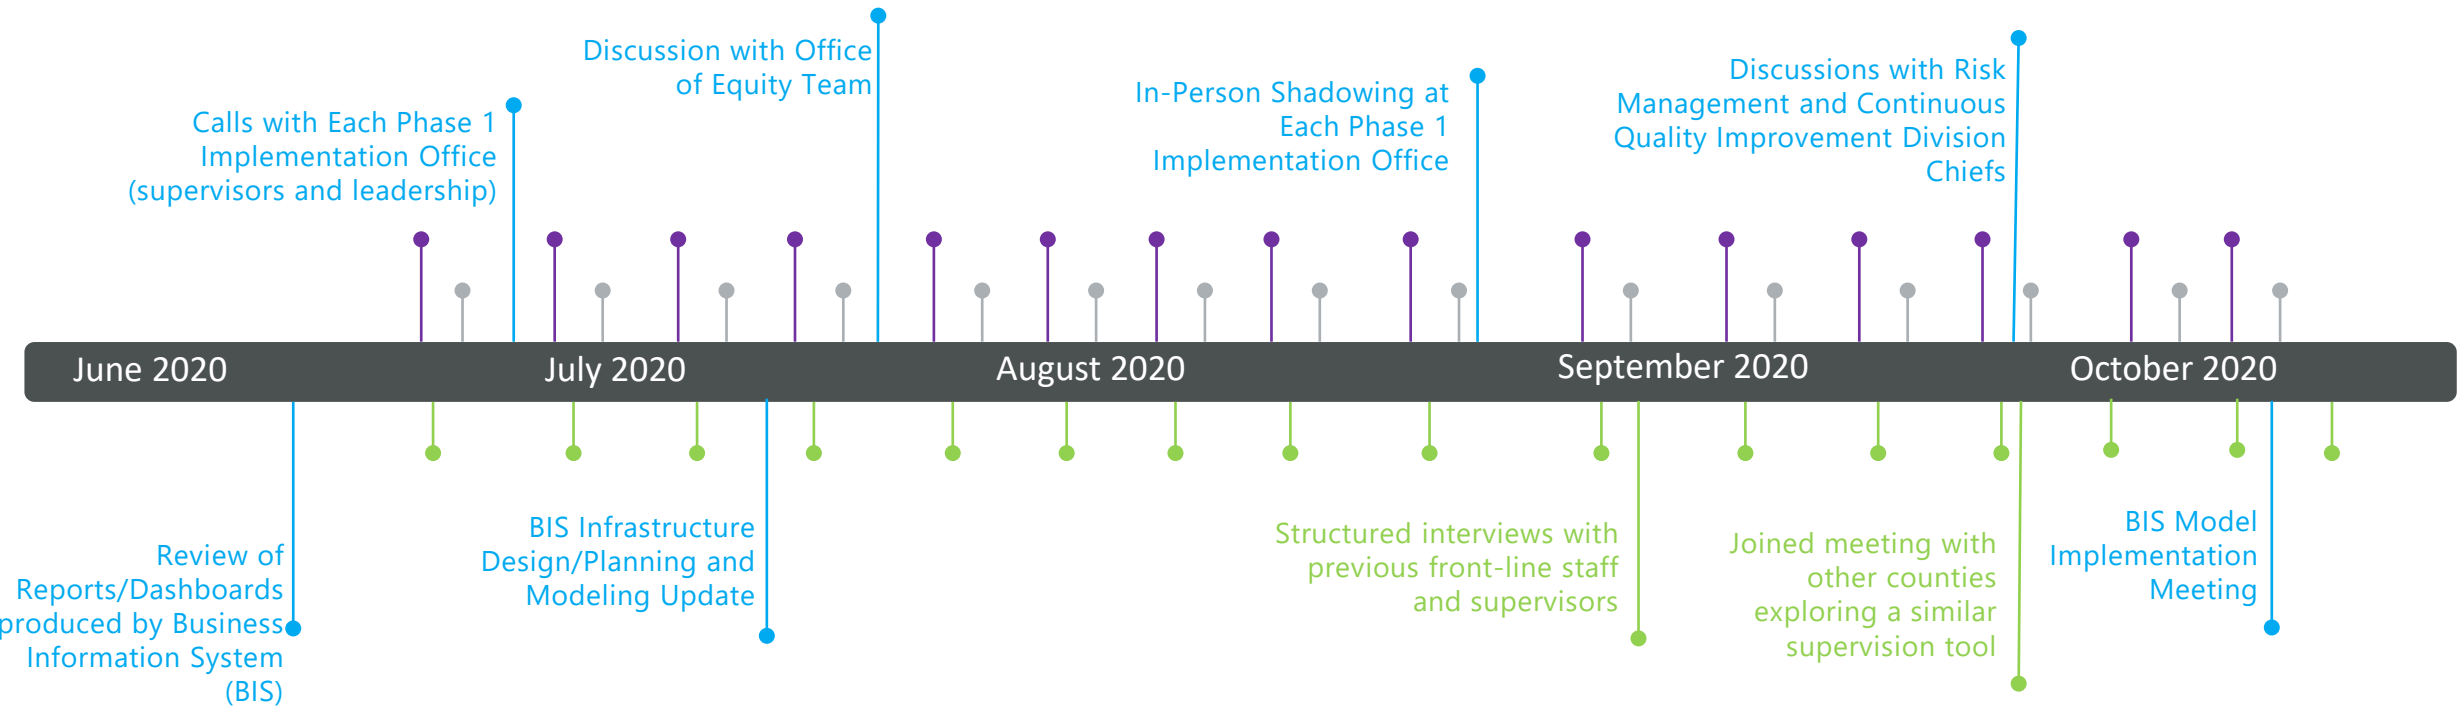 Discussion with Office
of Equity Team
Calls with Each Phase 1
Implementation Office
(supervisors and leadership)
In-Person Shadowing at
Each Phase 1
Implementation Office
Discussions with Risk
Management and Continuous
Quality Improvement Division
Chiefs
June 2020
July 2020
August 2020
September 2020
October 2020
Review of
Reports/Dashboards
produced by Business
Information System
(BIS)
BIS Infrastructure
Design/Planning and
Modeling Update
Structured interviews with
previous front-line staff
and supervisors
Joined meeting with
other counties
exploring a similar
supervision tool
BIS Model
Implementation
Meeting